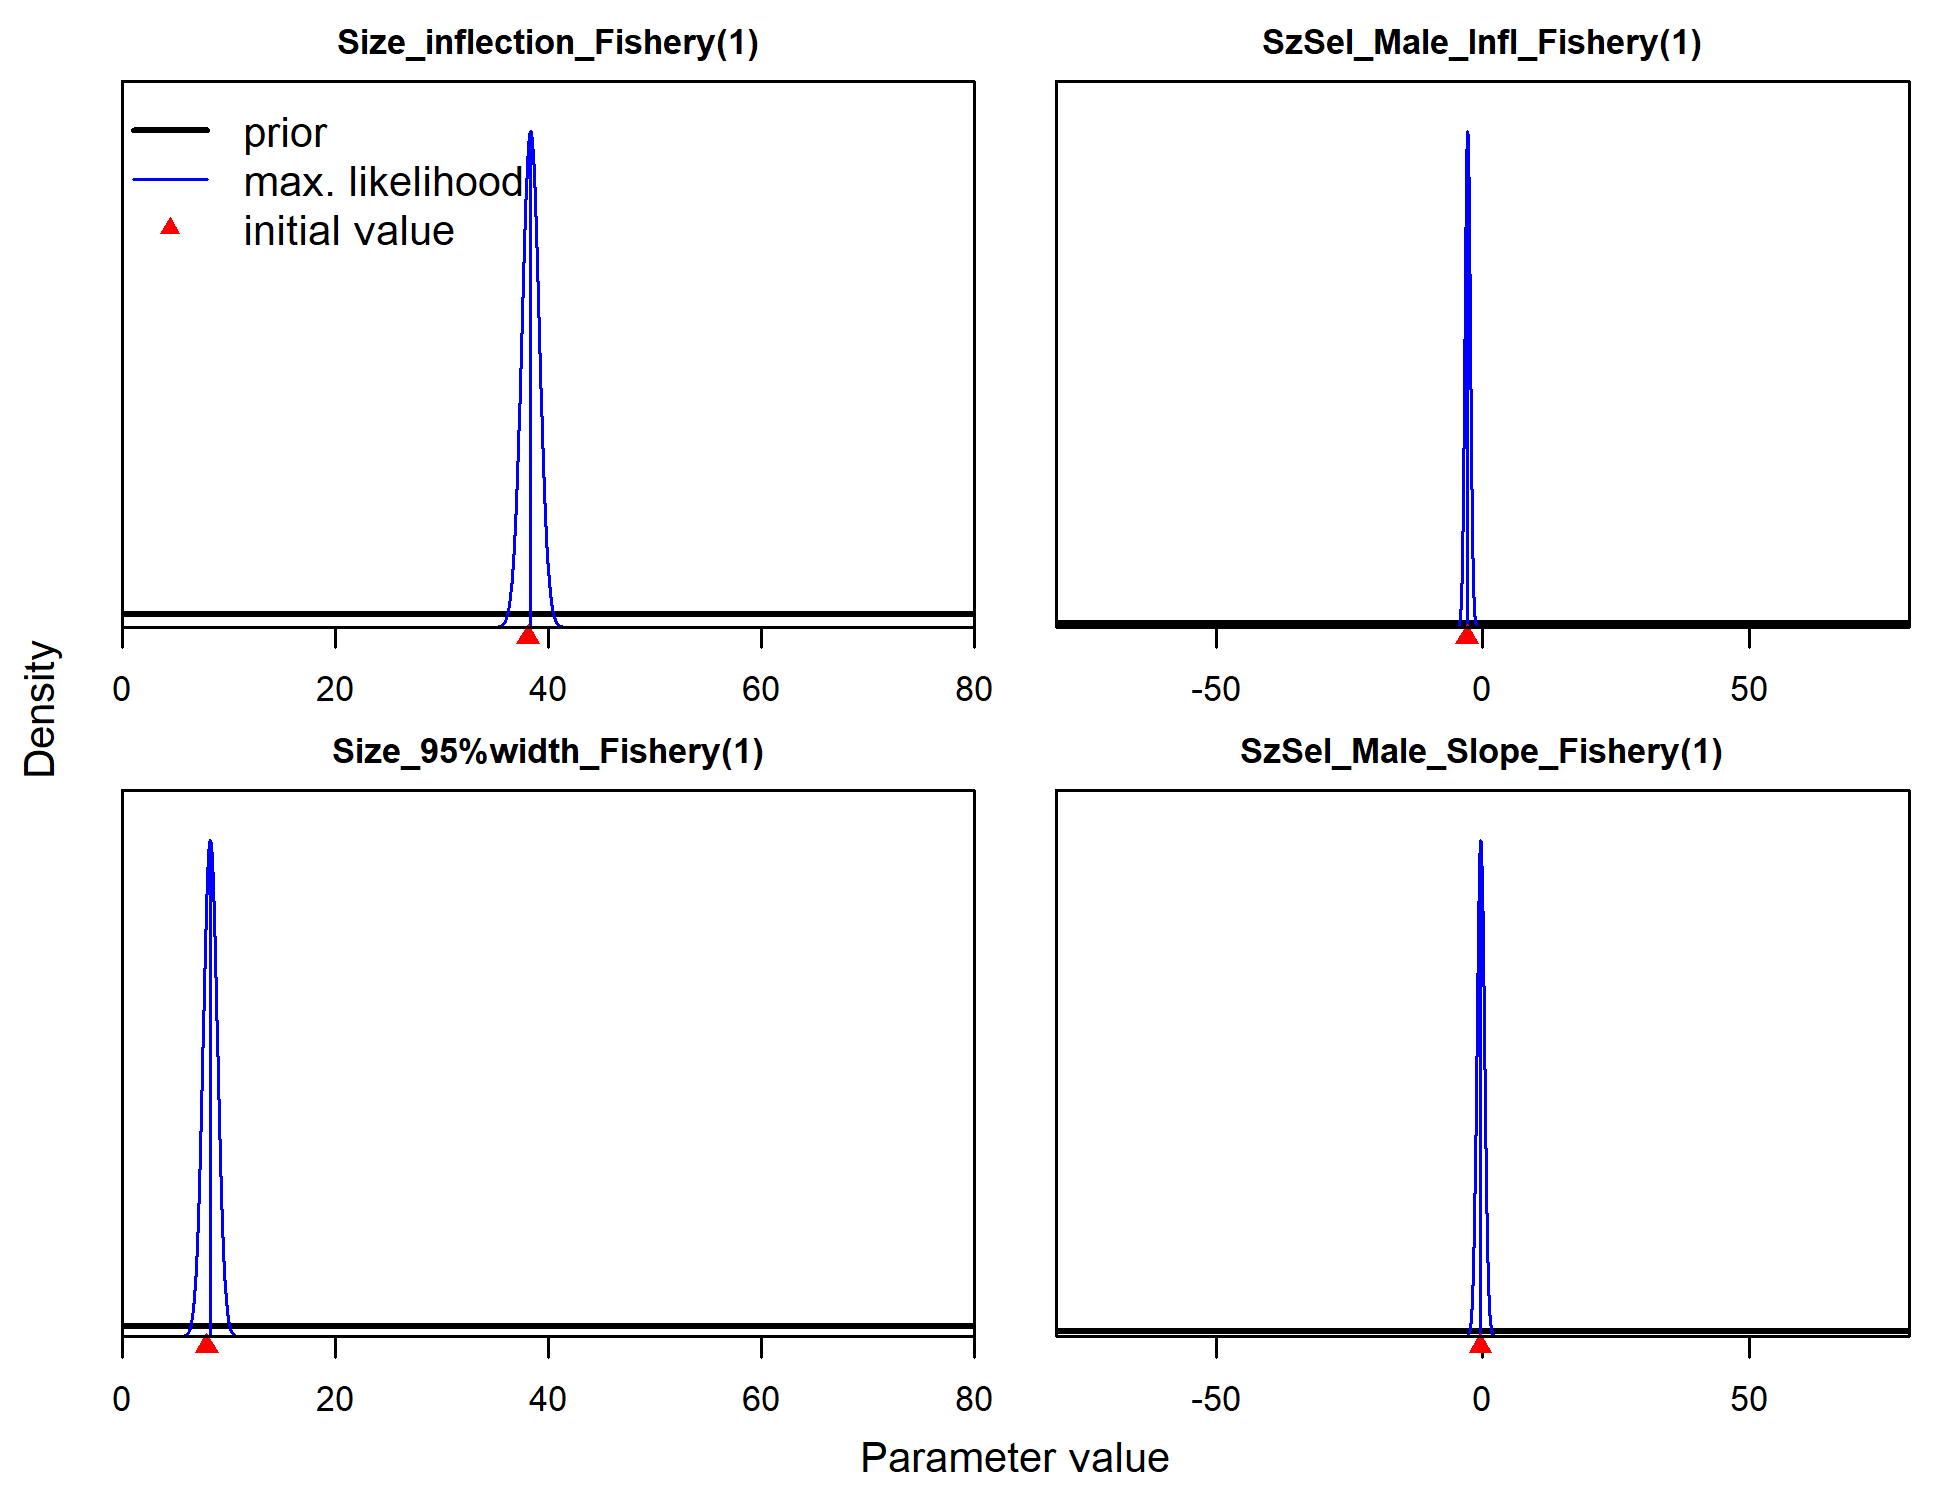 Size_inflection_Fishery(1)
prior
max. likelihood
initial value
0 20 40 60 80
SzSel_Male_Infl_Fishery(1)
-50 0 50
Size_95%width_Fishery(1)
0 20 40 60 80
SzSel_Male_Slope_Fishery(1)
-50 0 50
Density
Parameter value